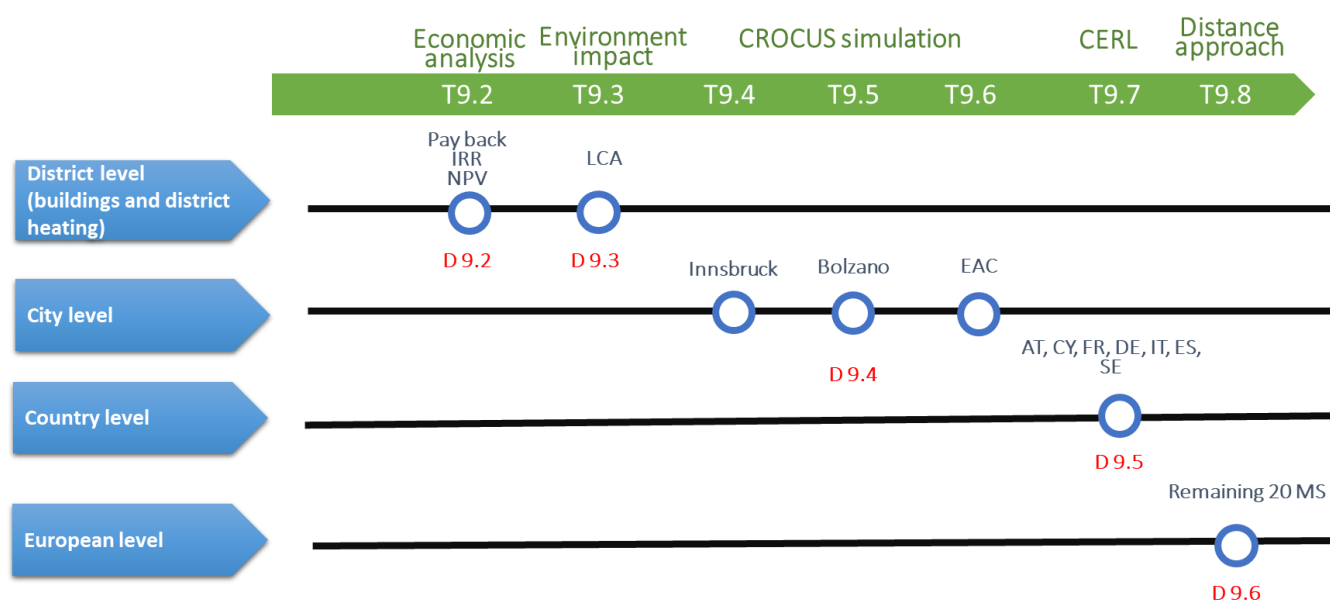 Economic
analysis
Environment
impact
CROCUS simulation
CERL
Distance
approach
T9.2
T9.3
T9.4
T9.5
T9.6
T9.7
T9.8
District level
(buildings and district
heating)
Pay back
IRR
NPV
LCA
D 9.2
D 9.3
City level
Innsbruck
Bolzano
EAC
D 9.4
Country level
AT, CY, FR, DE, IT, ES,
SE
D 9.5
European level
Remaining 20 MS
D 9.6